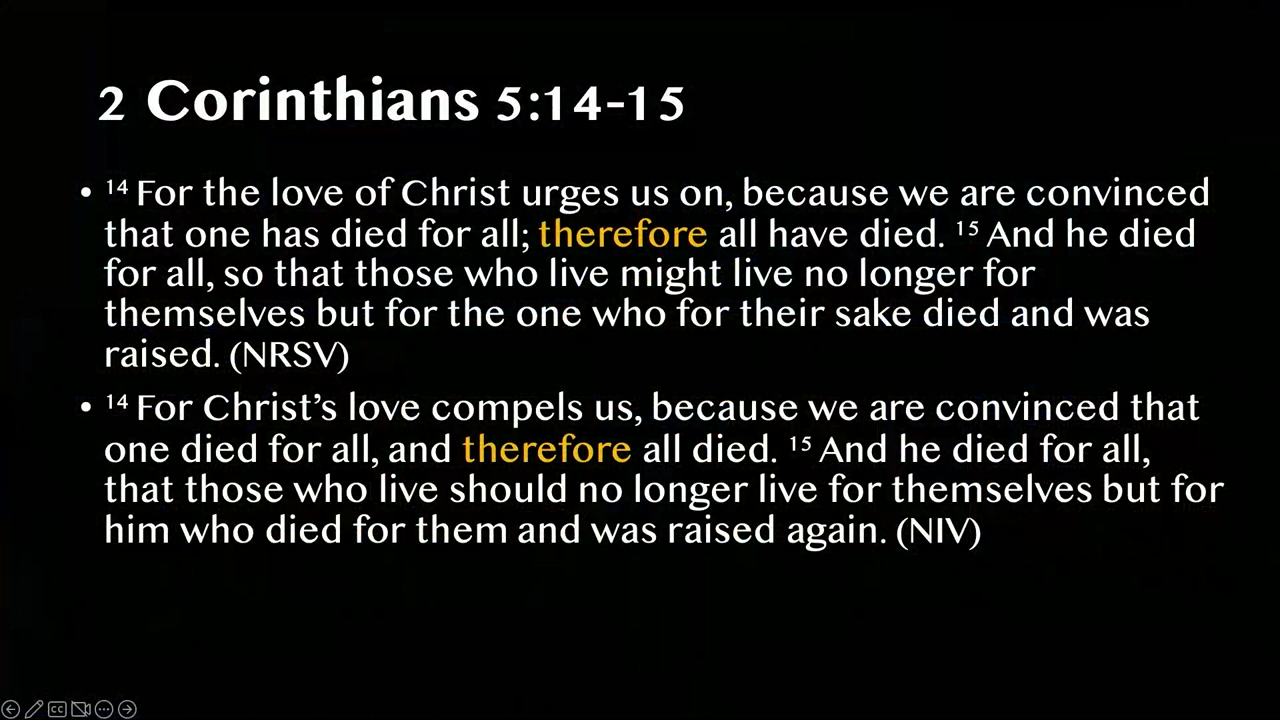 2 Corinthians 5:14-15
• 14 For the love of Christ urges us on, because we are convinced
that one has died for all; therefore all have died. 15 And he died
for all, so that those who live might live no longer for
themselves but for the one who for their sake died and was
raised. (NRSV)
• 14 For Christ’s love compels us, because we are convinced that
one died for all, and therefore all died. 15 And he died for all,
that those who live should no longer live for themselves but for
him who died for them and was raised again. (NIV)
CC